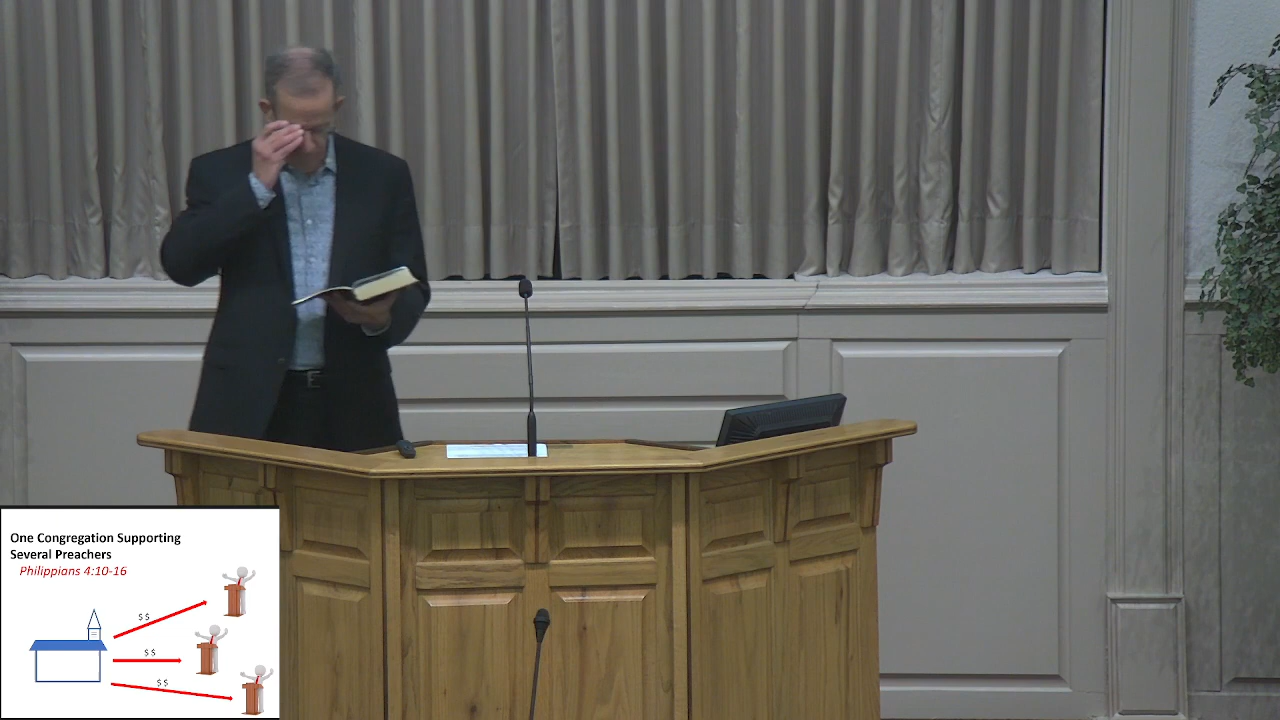 One Congregation Supporting
Several Preachers
Philippians 4:10-16
$ $
$ $
$ $